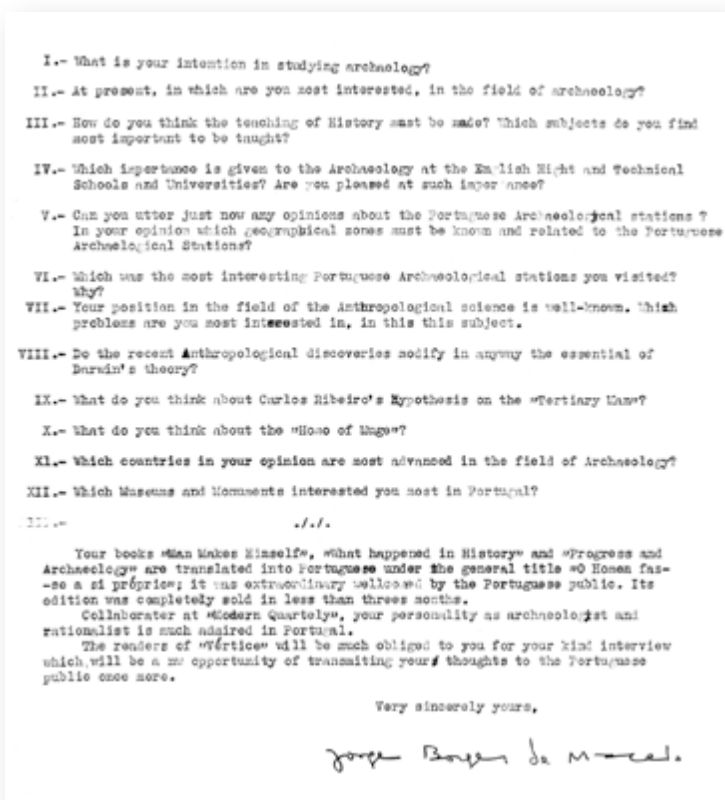 I.- What is your intention in studying archaelogy?
II.- At present, in which are you most interested, in the field of archaeology?
III.- How do you think the teaching of History must be made? Which subjects do you find
most important to be taught?
IV.- Which importance is given to the Archaeology at the English Hight and Technical
Schools and Universities? Are you pleased at such impor ance?
V.- Can you utter just now any opinions about the Portuguese Archaeological stations ?
In your opinion which geographical zones must be known and related to the Portuguese
Archaelogical Stations?
VI.- Which was the most interesting Portuguese Archaeological stations you visited?
Why?
VII.- Your position in the field of the Anthropological science is well-known. Which
problems are you most interested in, in this this subject.
VIII.- Do the recent Anthropological discoveries modify in anyway the essential of
Darwin's theory?
IX.- What do you think about Carlos Ribeiro's Hypothesis on the "Tertiary Man"?
X.- What do you think about the "Homo of Muge"?
XI.- Which countries in your opinion are most advanced in the field of Archaeology?
XII.- Which Museums and Monuments interested you most in Portugal?
./.
Your books "Man Makes Himself", "What happened in History" and "Progress and
Archaeology" are translated into Portuguese under the general title "O Homem faz-
-se a si próprio"; it was extraordinary wellcomed by the Portuguese public. Its
edition was completely sold in less than threes months.
Collaborater at "Modern Quartely", your personality as archaeologist and
rationalist is much admired in Portugal.
The readers of "Vértice" will be much obliged to you for your kind interview
which will be a opportunity of transmiting your thoughts to the Portuguese
public once more.
Very sincerely yours,
Jorge Borges de Macedo